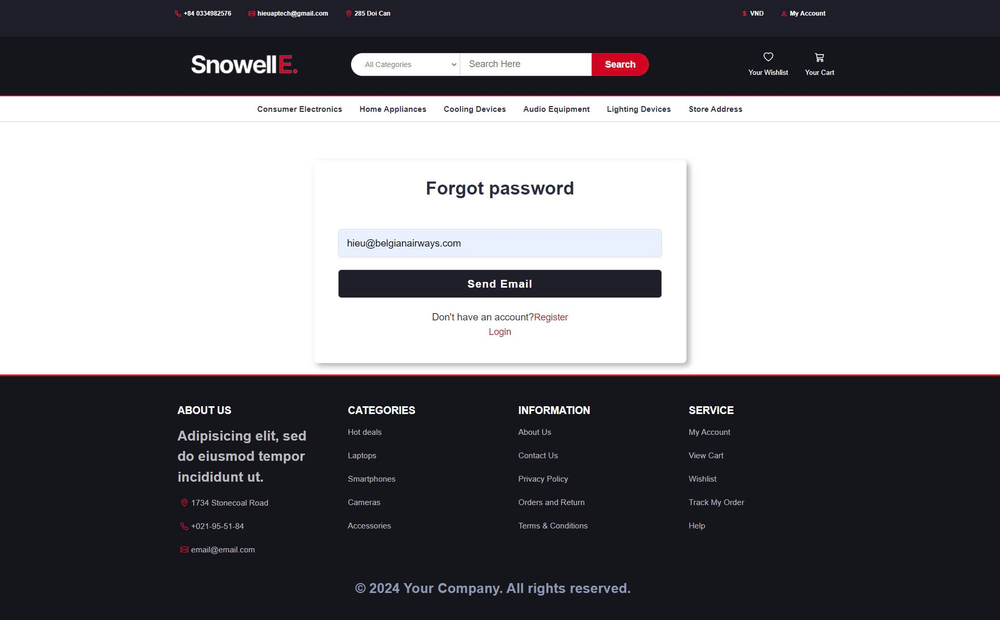 +84 0334982576 hieuaptech@gmail.com 285 Doi Can VND My Account
SnowellE. All Categories Search Here Search Your Wishlist Your Cart
Consumer Electronics Home Appliances Cooling Devices Audio Equipment Lighting Devices Store Address
Forgot password
hieu@belgianairways.com
Send Email
Don't have an account?Register
Login
ABOUT US
Adipisicing elit, sed
do eiusmod tempor
incididunt ut.
1734 Stonecoal Road
+021-95-51-84
email@email.com
CATEGORIES
Hot deals
Laptops
Smartphones
Cameras
Accessories
INFORMATION
About Us
Contact Us
Privacy Policy
Orders and Return
Terms & Conditions
SERVICE
My Account
View Cart
Wishlist
Track My Order
Help
© 2024 Your Company. All rights reserved.